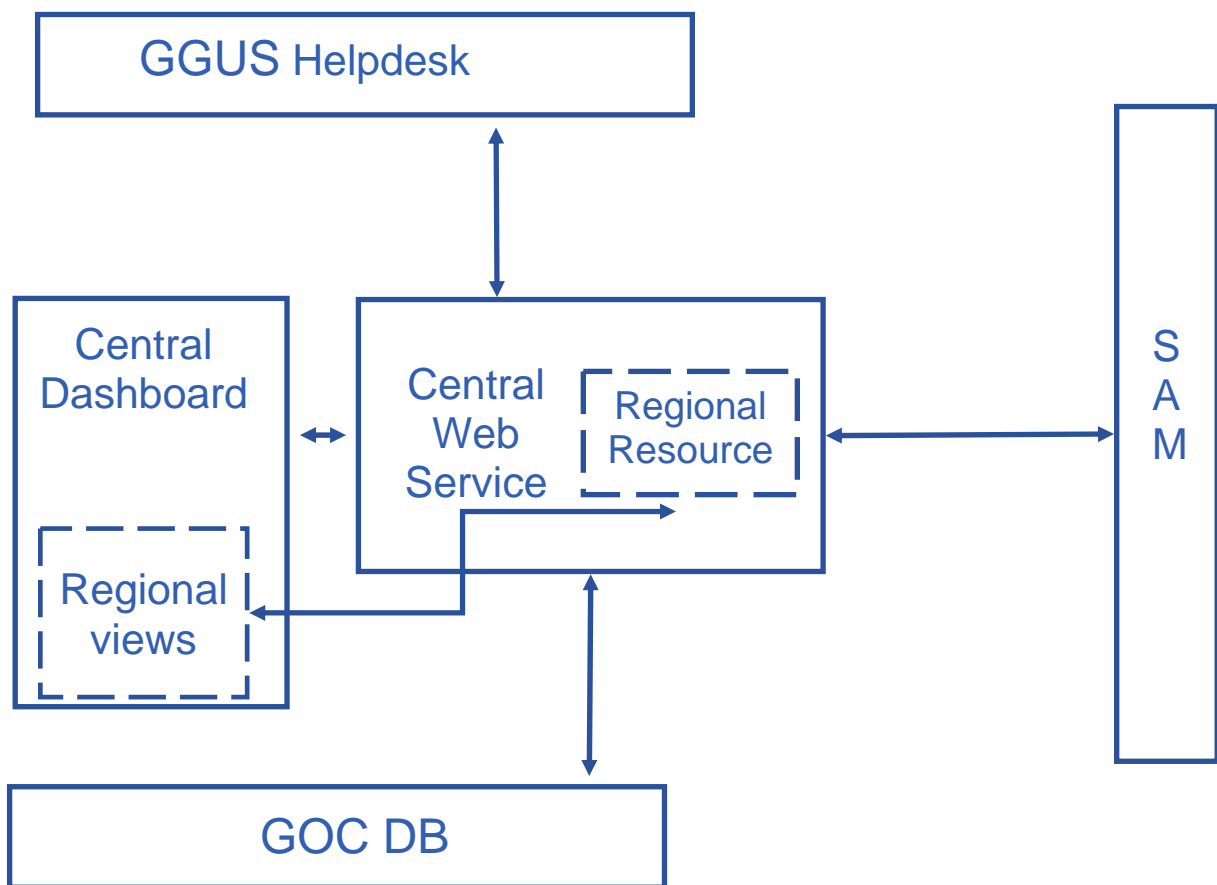 GGUS Helpdesk
Central
Dashboard
Regional
views
Central
Web
Service
Regional
Resource
S
A
M
GOC DB